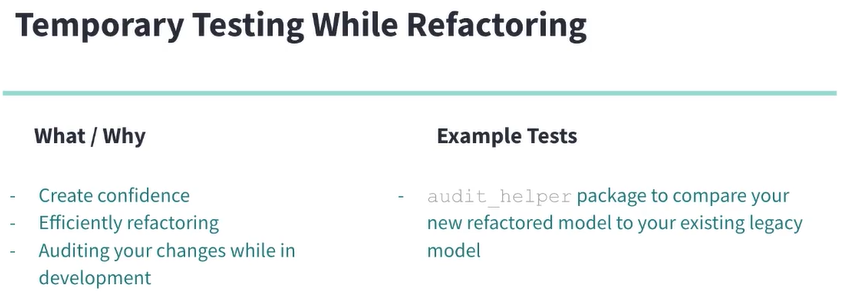 Temporary Testing While Refactoring
What / Why
- Create confidence
- Efficiently refactoring
- Auditing your changes while in
development
Example Tests
- audit_helper package to compare your
new refactored model to your existing legacy
model